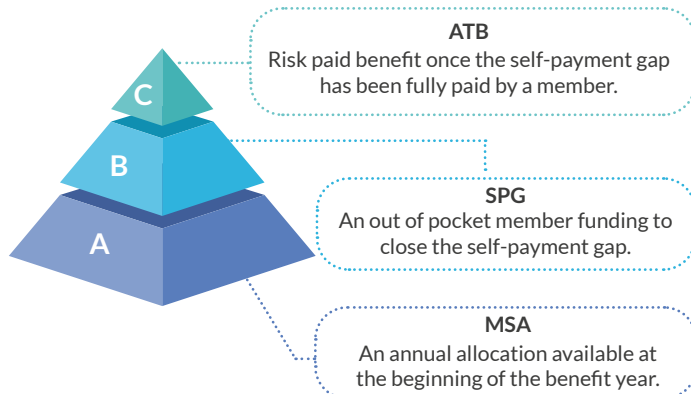 ATB
Risk paid benefit once the self-payment gap
has been fully paid by a member.
C
B
SPG
An out of pocket member funding to
close the self-payment gap.
A
MSA
An annual allocation available at
the beginning of the benefit year.